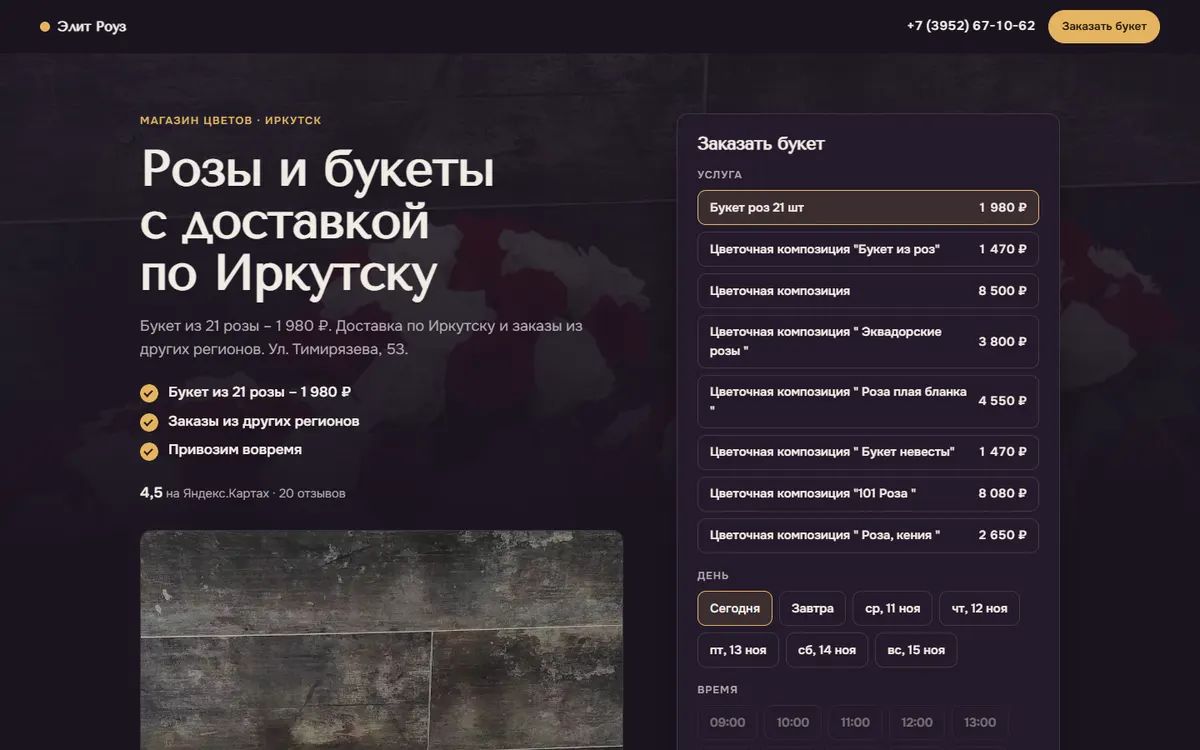 Элит Роуз
+7 (3952) 67-10-62
Заказать букет
МАГАЗИН ЦВЕТОВ · ИРКУТСК
Розы и букеты
с доставкой
по Иркутску
Букет из 21 розы – 1 980 ₽. Доставка по Иркутску и заказы из
других регионов. Ул. Тимирязева, 53.
Букет из 21 розы – 1 980 ₽
Заказы из других регионов
Привозим вовремя
4,5 на Яндекс.Картах · 20 отзывов
Заказать букет
УСЛУГА
Букет роз 21 шт 1 980 ₽
Цветочная композиция "Букет из роз" 1 470 ₽
Цветочная композиция 8 500 ₽
Цветочная композиция " Эквадорские
розы " 3 800 ₽
Цветочная композиция " Роза плая бланка
" 4 550 ₽
Цветочная композиция " Букет невесты" 1 470 ₽
Цветочная композиция "101 Роза " 8 080 ₽
Цветочная композиция " Роза, кения " 2 650 ₽
ДЕНЬ
Сегодня Завтра ср, 11 ноя чт, 12 ноя
пт, 13 ноя сб, 14 ноя вс, 15 ноя
ВРЕМЯ
09:00 10:00 11:00 12:00 13:00